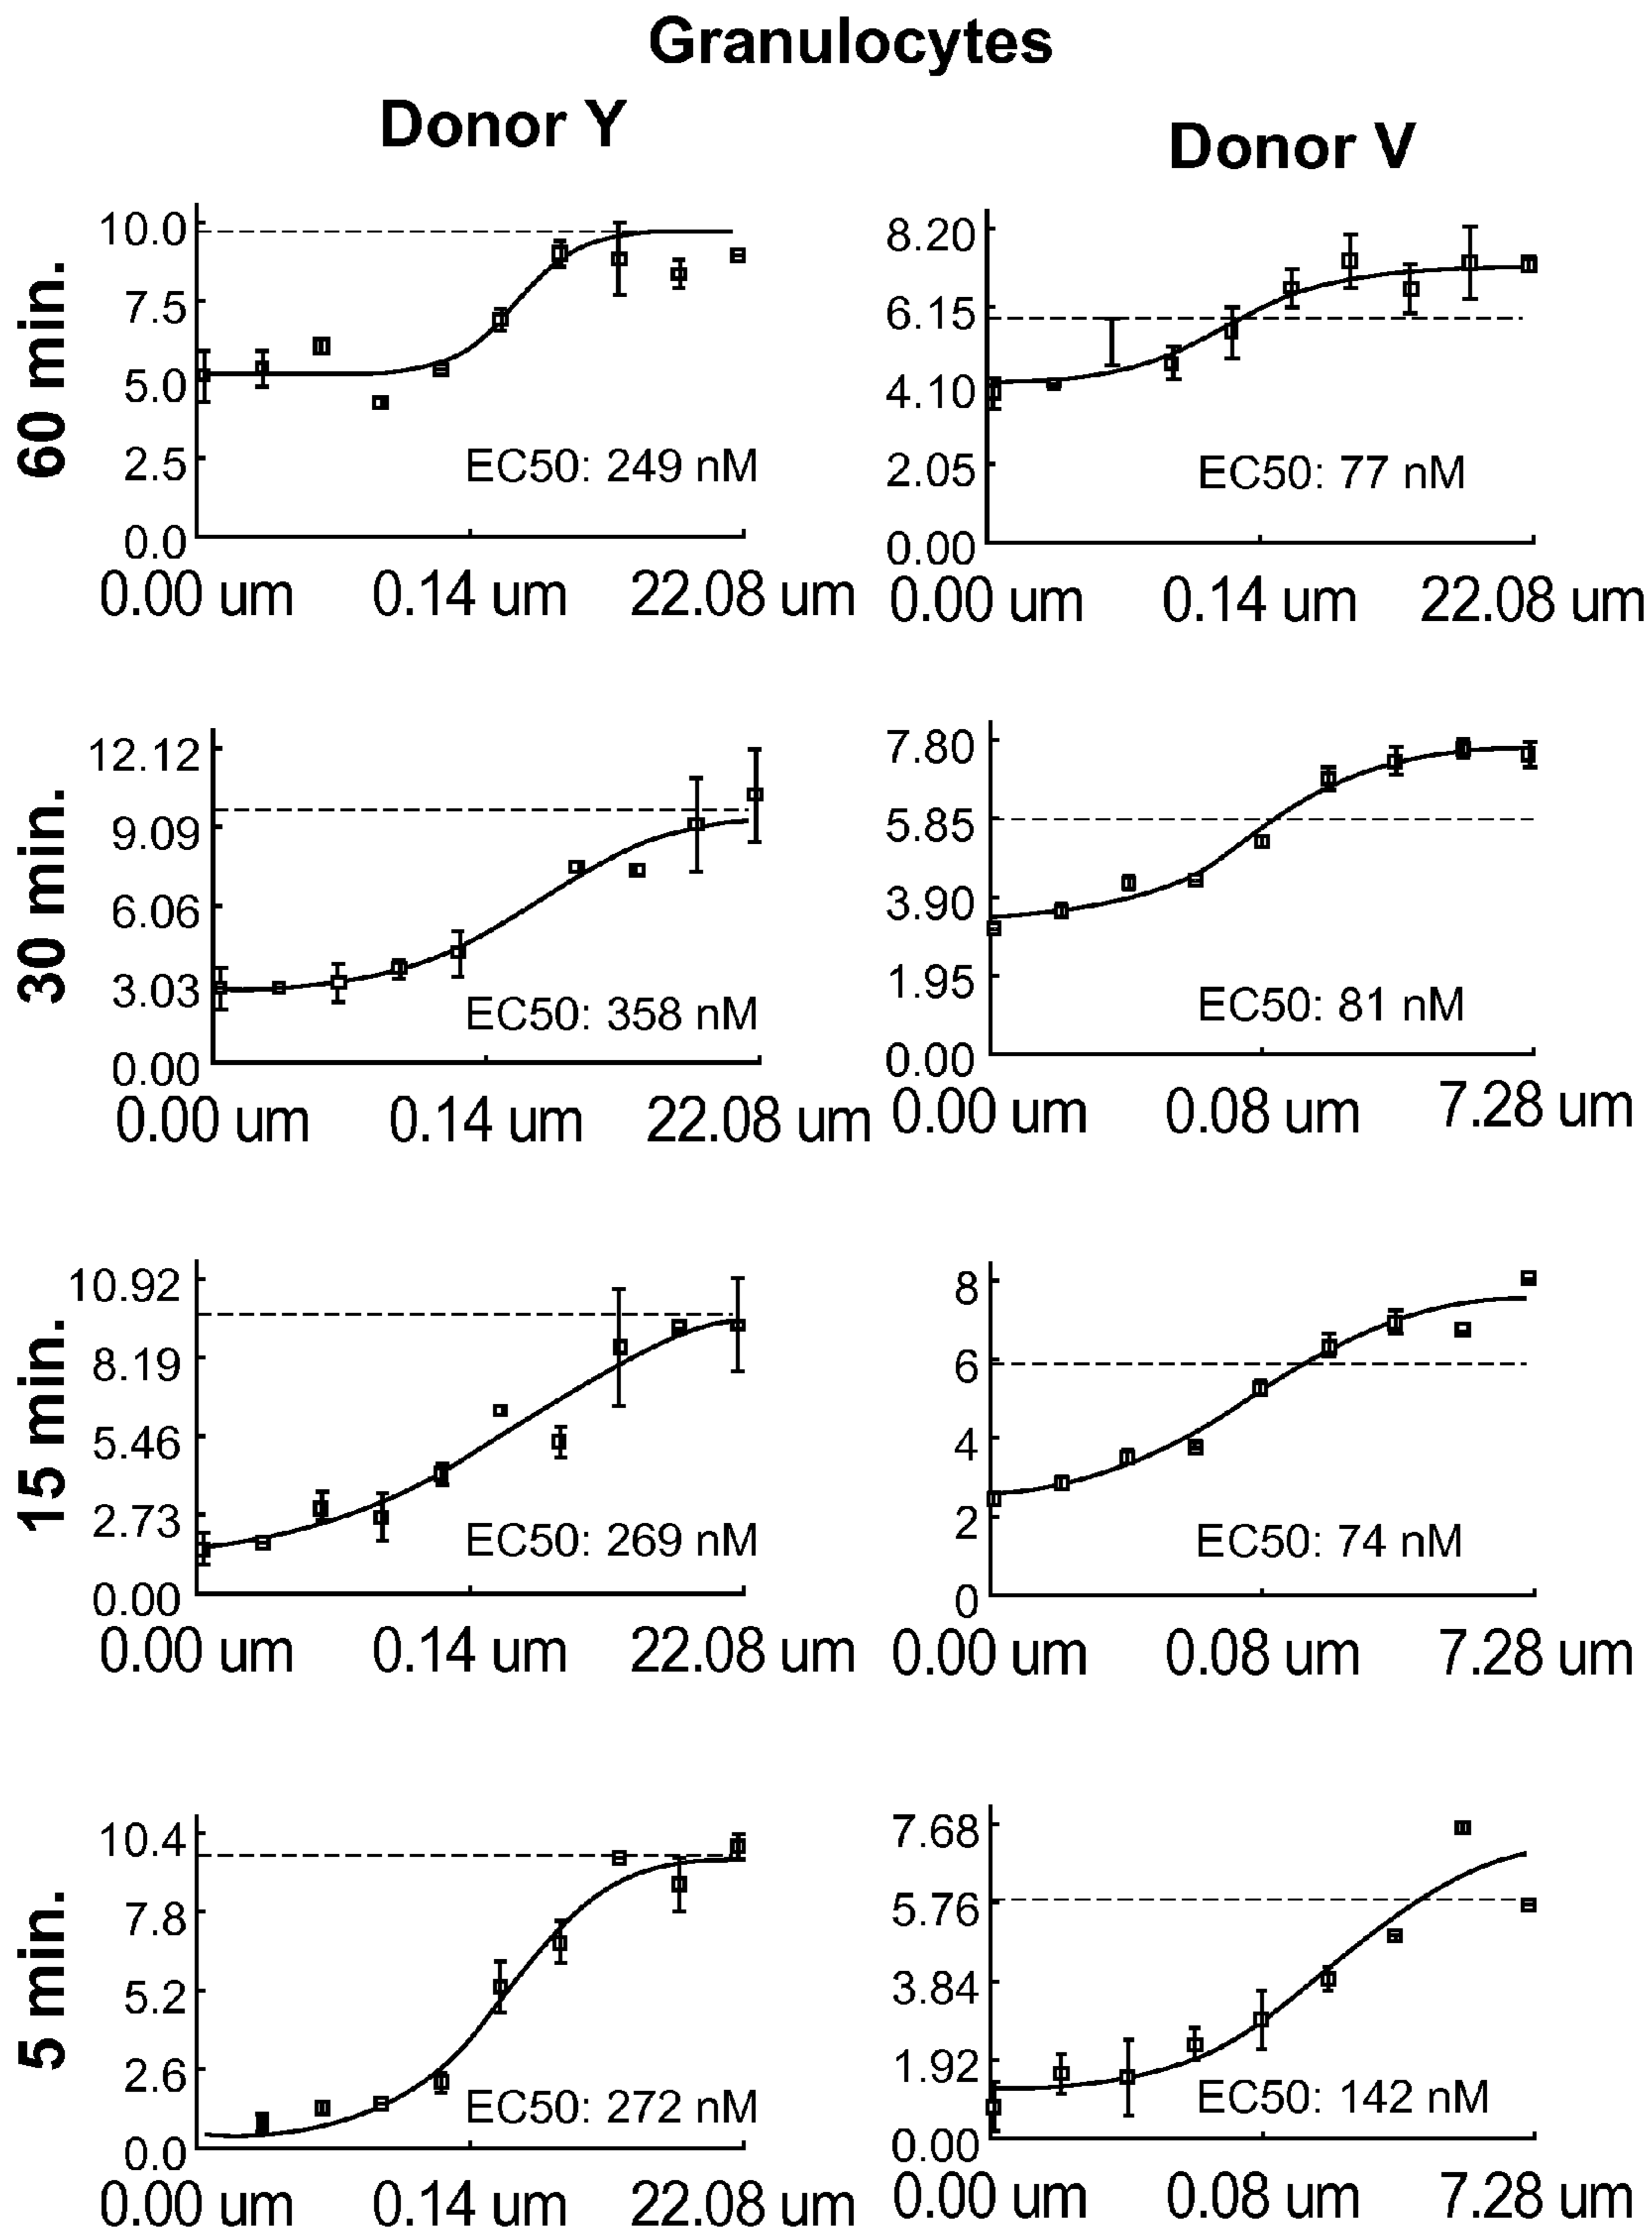 Granulocytes
Donor Y
Donor V
60 min.
10.0
7.5
5.0
2.5
0.0
EC50: 249 nM
0.00 um 0.14 um 22.08 um
8.20
6.15
4.10
2.05
0.00
EC50: 77 nM
0.00 um 0.14 um 22.08 um
30 min.
12.12
9.09
6.06
3.03
0.00
EC50: 358 nM
0.00 um 0.14 um 22.08 um
7.80
5.85
3.90
1.95
0.00
EC50: 81 nM
0.00 um 0.08 um 7.28 um
15 min.
10.92
8.19
5.46
2.73
0.00
EC50: 269 nM
0.00 um 0.14 um 22.08 um
8
6
4
2
0
EC50: 74 nM
0.00 um 0.08 um 7.28 um
5 min.
10.4
7.8
5.2
2.6
0.0
EC50: 272 nM
0.00 um 0.14 um 22.08 um
7.68
5.76
3.84
1.92
0.00
EC50: 142 nM
0.00 um 0.08 um 7.28 um